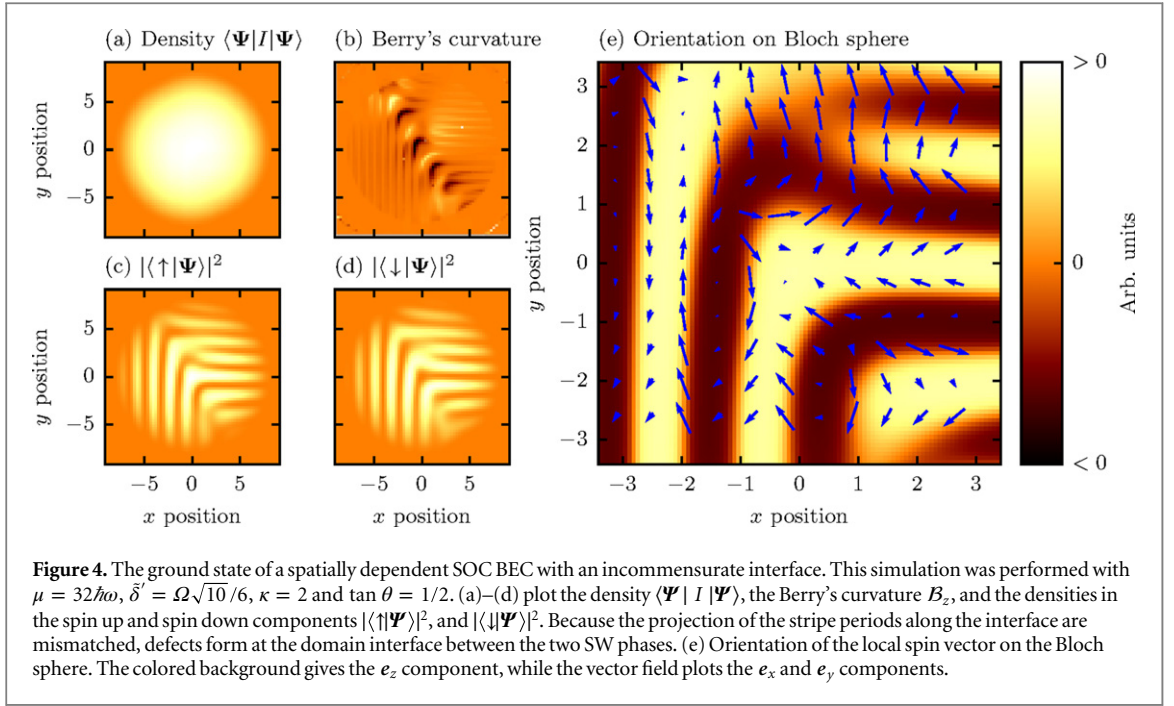 (a) Density ⟨Ψ|I|Ψ⟩
(b) Berry's curvature
(e) Orientation on Bloch sphere
y position
5
0
−5
(c) |⟨↑|Ψ⟩|²
(d) |⟨↓|Ψ⟩|²
y position
5
0
−5
−5 0 5
x position
−5 0 5
x position
y position
3
2
1
0
−1
−2
−3
−3 −2 −1 0 1 2 3
x position
> 0
0
< 0
Arb. units
Figure 4. The ground state of a spatially dependent SOC BEC with an incommensurate interface. This simulation was performed with
μ = 32ℏω, δ̃′ = Ω√10/6, κ = 2 and tan θ = 1/2. (a)–(d) plot the density ⟨Ψ| I |Ψ⟩, the Berry's curvature ℬz, and the densities in
the spin up and spin down components |⟨↑|Ψ⟩|², and |⟨↓|Ψ⟩|². Because the projection of the stripe periods along the interface are
mismatched, defects form at the domain interface between the two SW phases. (e) Orientation of the local spin vector on the Bloch
sphere. The colored background gives the ez component, while the vector field plots the ex and ey components.